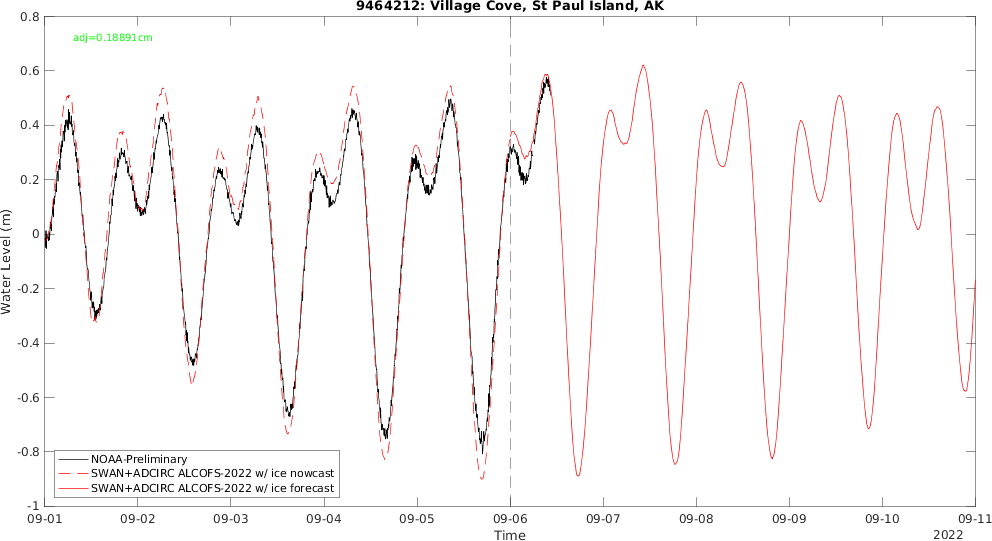 9464212: Village Cove, St Paul Island, AK
adj=0.18891cm
0.8
0.6
0.4
0.2
0
-0.2
-0.4
-0.6
-0.8
-1
Water Level (m)
NOAA-Preliminary
SWAN+ADCIRC ALCOFS-2022 w/ ice nowcast
SWAN+ADCIRC ALCOFS-2022 w/ ice forecast
09-01 09-02 09-03 09-04 09-05 09-06 09-07 09-08 09-09 09-10 09-11
Time
2022